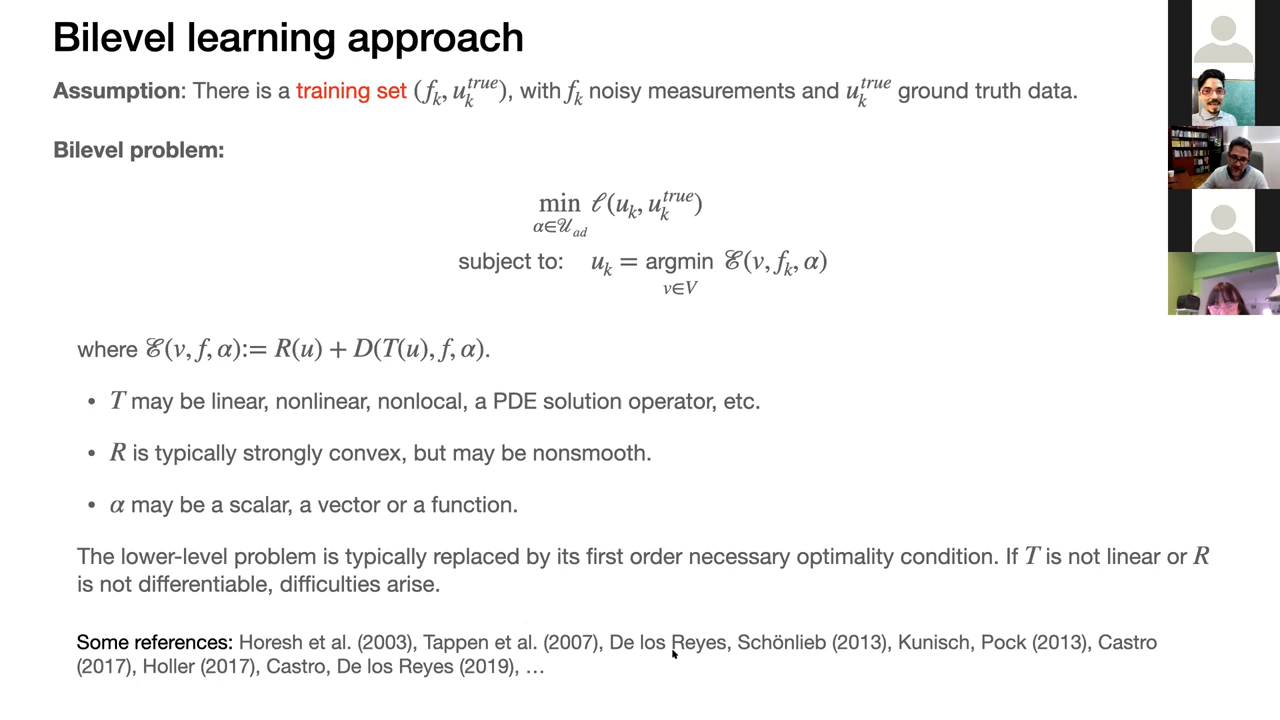 Bilevel learning approach
Assumption: There is a training set (f_k, u_k^{true}), with f_k noisy measurements and u_k^{true} ground truth data.
Bilevel problem:
min_{α∈𝒰_{ad}} ℓ(u_k, u_k^{true})
subject to: u_k = argmin_{v∈V} ℰ(v, f_k, α)
where ℰ(v, f, α):= R(u) + D(T(u), f, α).
• T may be linear, nonlinear, nonlocal, a PDE solution operator, etc.
• R is typically strongly convex, but may be nonsmooth.
• α may be a scalar, a vector or a function.
The lower-level problem is typically replaced by its first order necessary optimality condition. If T is not linear or R
is not differentiable, difficulties arise.
Some references: Horesh et al. (2003), Tappen et al. (2007), De los Reyes, Schönlieb (2013), Kunisch, Pock (2013), Castro
(2017), Holler (2017), Castro, De los Reyes (2019), …